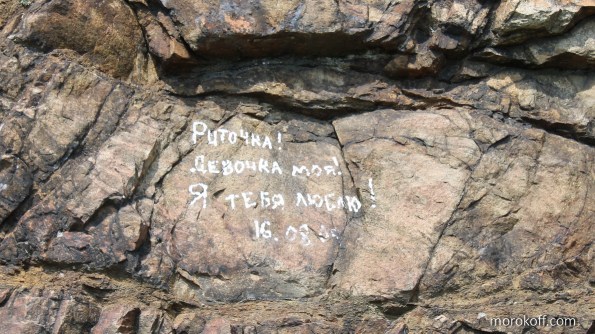 Риточка!
Девочка моя!
Я тебя люблю!
16.08
morokoff.com